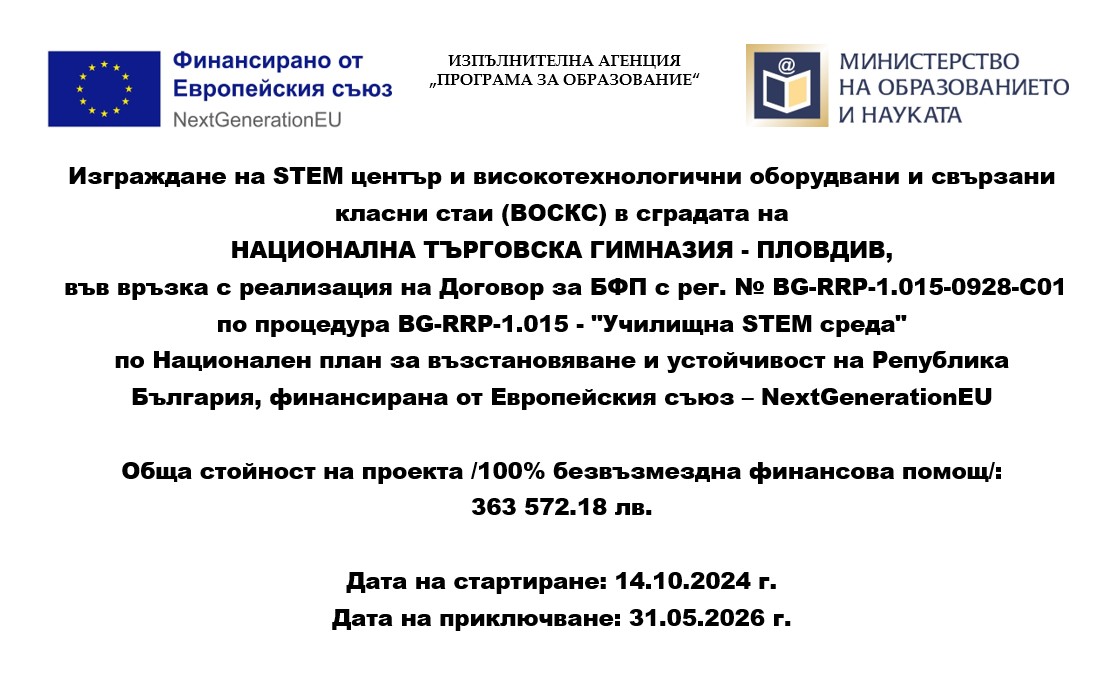 Финансирано от
Европейския съюз
NextGenerationEU
ИЗПЪЛНИТЕЛНА АГЕНЦИЯ
„ПРОГРАМА ЗА ОБРАЗОВАНИЕ“
@
МИНИСТЕРСТВО
НА ОБРАЗОВАНИЕТО
И НАУКАТА
Изграждане на STEM център и високотехнологични оборудвани и свързани
класни стаи (ВОСКС) в сградата на
НАЦИОНАЛНА ТЪРГОВСКА ГИМНАЗИЯ - ПЛОВДИВ,
във връзка с реализация на Договор за БФП с рег. № BG-RRP-1.015-0928-C01
по процедура BG-RRP-1.015 - "Училищна STEM среда"
по Национален план за възстановяване и устойчивост на Република
България, финансирана от Европейския съюз – NextGenerationEU
Обща стойност на проекта /100% безвъзмездна финансова помощ/:
363 572.18 лв.
Дата на стартиране: 14.10.2024 г.
Дата на приключване: 31.05.2026 г.